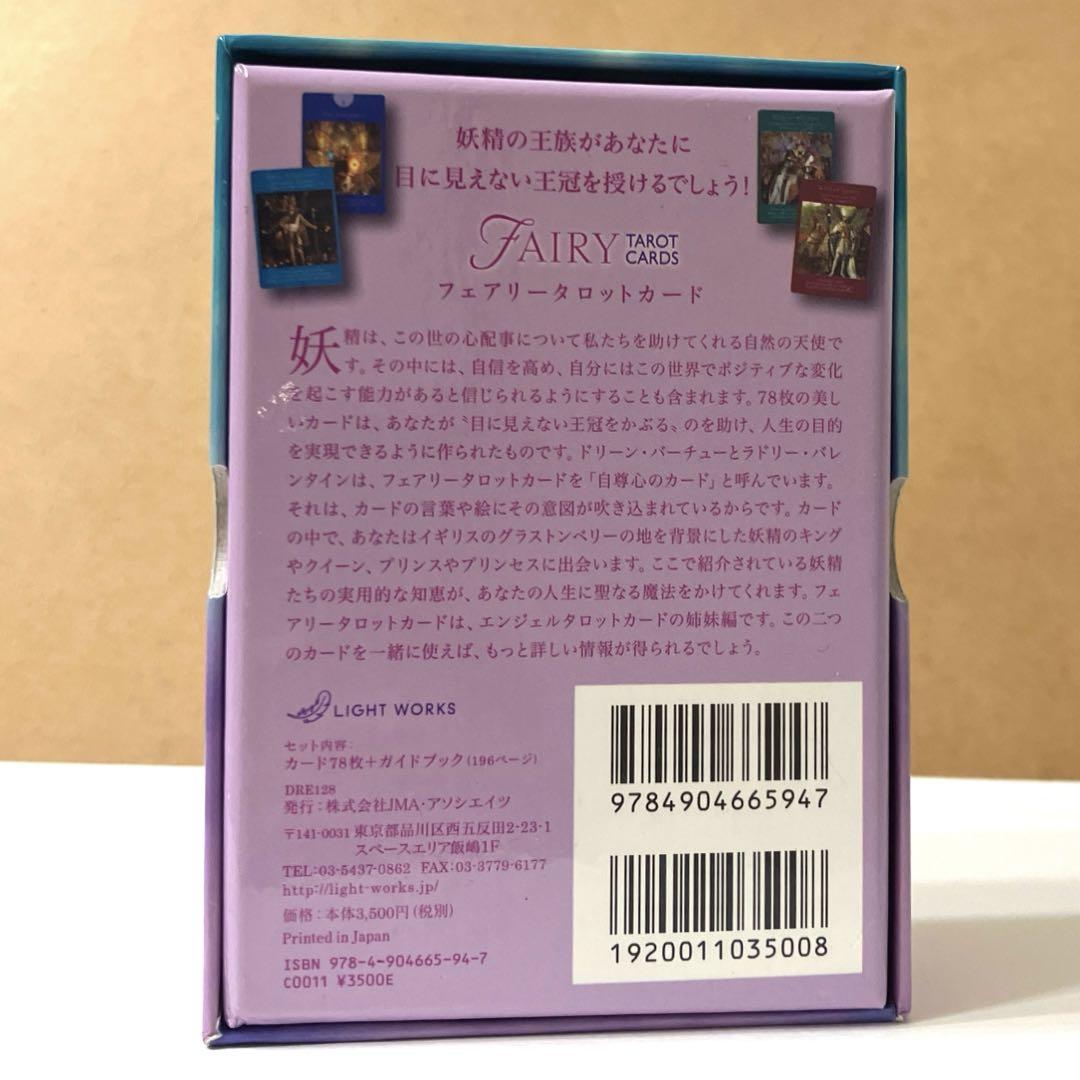 妖精の王族があなたに
目に見えない王冠を授けるでしょう!
FAIRY TAROT CARDS
フェアリータロットカード
妖精は、この世の心配事について私たちを助けてくれる自然の天使で
す。その中には、自信を高め、自分にはこの世界でポジティブな変化
を起こす能力があると信じられるようにすることも含まれます。78枚の美し
いカードは、あなたが〝目に見えない王冠をかぶる〟のを助け、人生の目的
を実現できるように作られたものです。ドリーン・バーチューとラドリー・バレ
ンタインは、フェアリータロットカードを「自尊心のカード」と呼んでいます。
それは、カードの言葉や絵にその意図が吹き込まれているからです。カード
の中で、あなたはイギリスのグラストンベリーの地を背景にした妖精のキング
やクイーン、プリンスやプリンセスに出会います。ここで紹介されている妖精
たちの実用的な知恵が、あなたの人生に聖なる魔法をかけてくれます。フェ
アリータロットカードは、エンジェルタロットカードの姉妹編です。この二つ
のカードを一緒に使えば、もっと詳しい情報が得られるでしょう。
LIGHT WORKS
セット内容:
カード78枚+ガイドブック(196ページ)
DRE128
発行:株式会社JMA・アソシエイツ
〒141-0031 東京都品川区西五反田2-23-1
スペースエリア飯嶋1F
TEL:03-5437-0862 FAX:03-3779-6177
http://light-works.jp/
価格:本体3,500円(税別)
Printed in Japan
ISBN 978-4-904665-94-7
C0011 ¥3500E
9784904665947
1920011035008